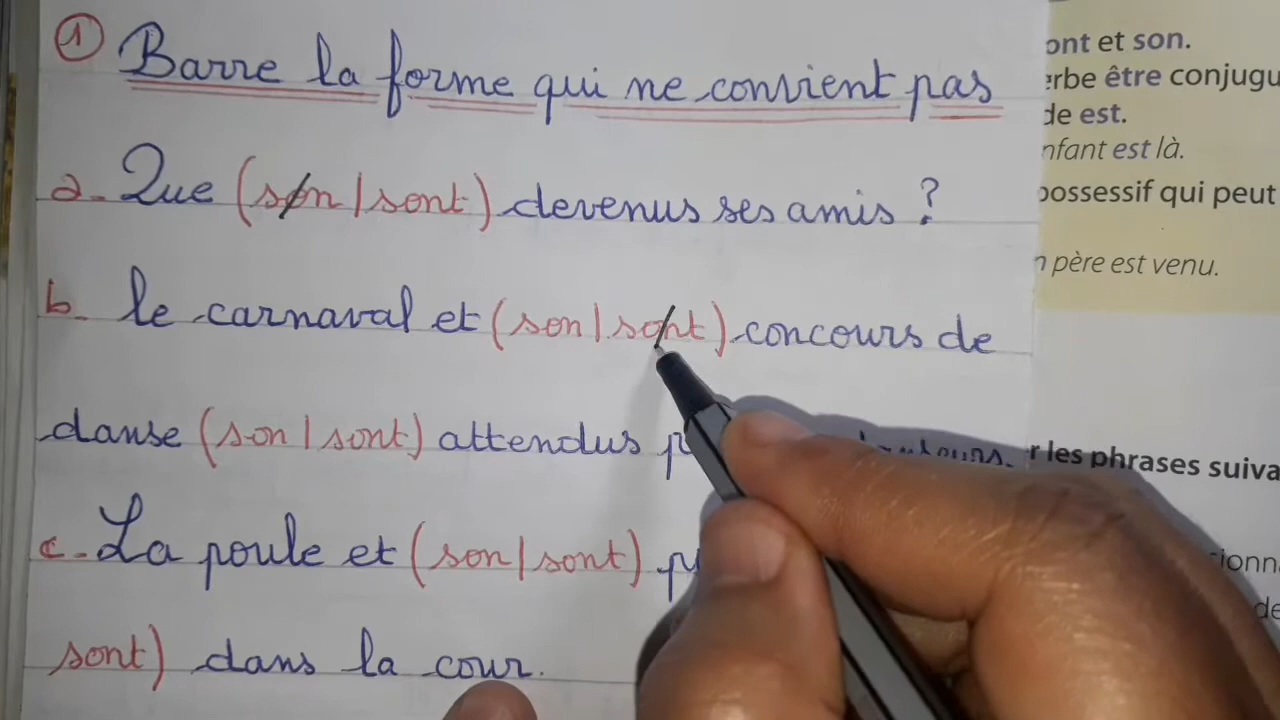 1 Barre la forme qui ne convient pas
a- Que (son | sont) devenus ses amis ?
b- le carnaval et (son | sont) concours de
danse (son | sont) attendus
c- La poule et (son | sont)
sont) dans la cour.
ont et son.
être conjugu
de est.
nfant est là.
possessif qui peut
père est venu.
les phrases suiva